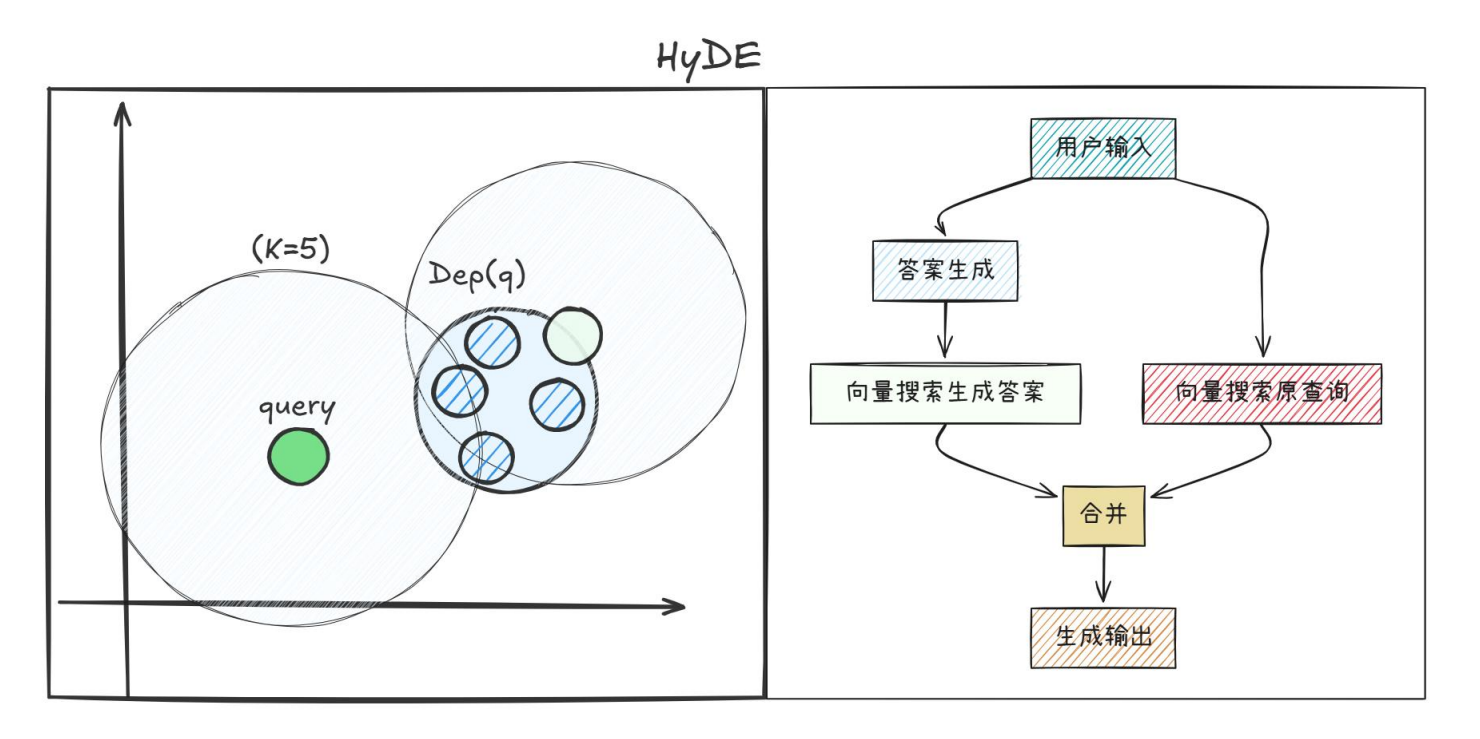 HyDE
(K=5)
Dep(q)
query
用户输入
答案生成
向量搜索生成答案
向量搜索原查询
合并
生成输出